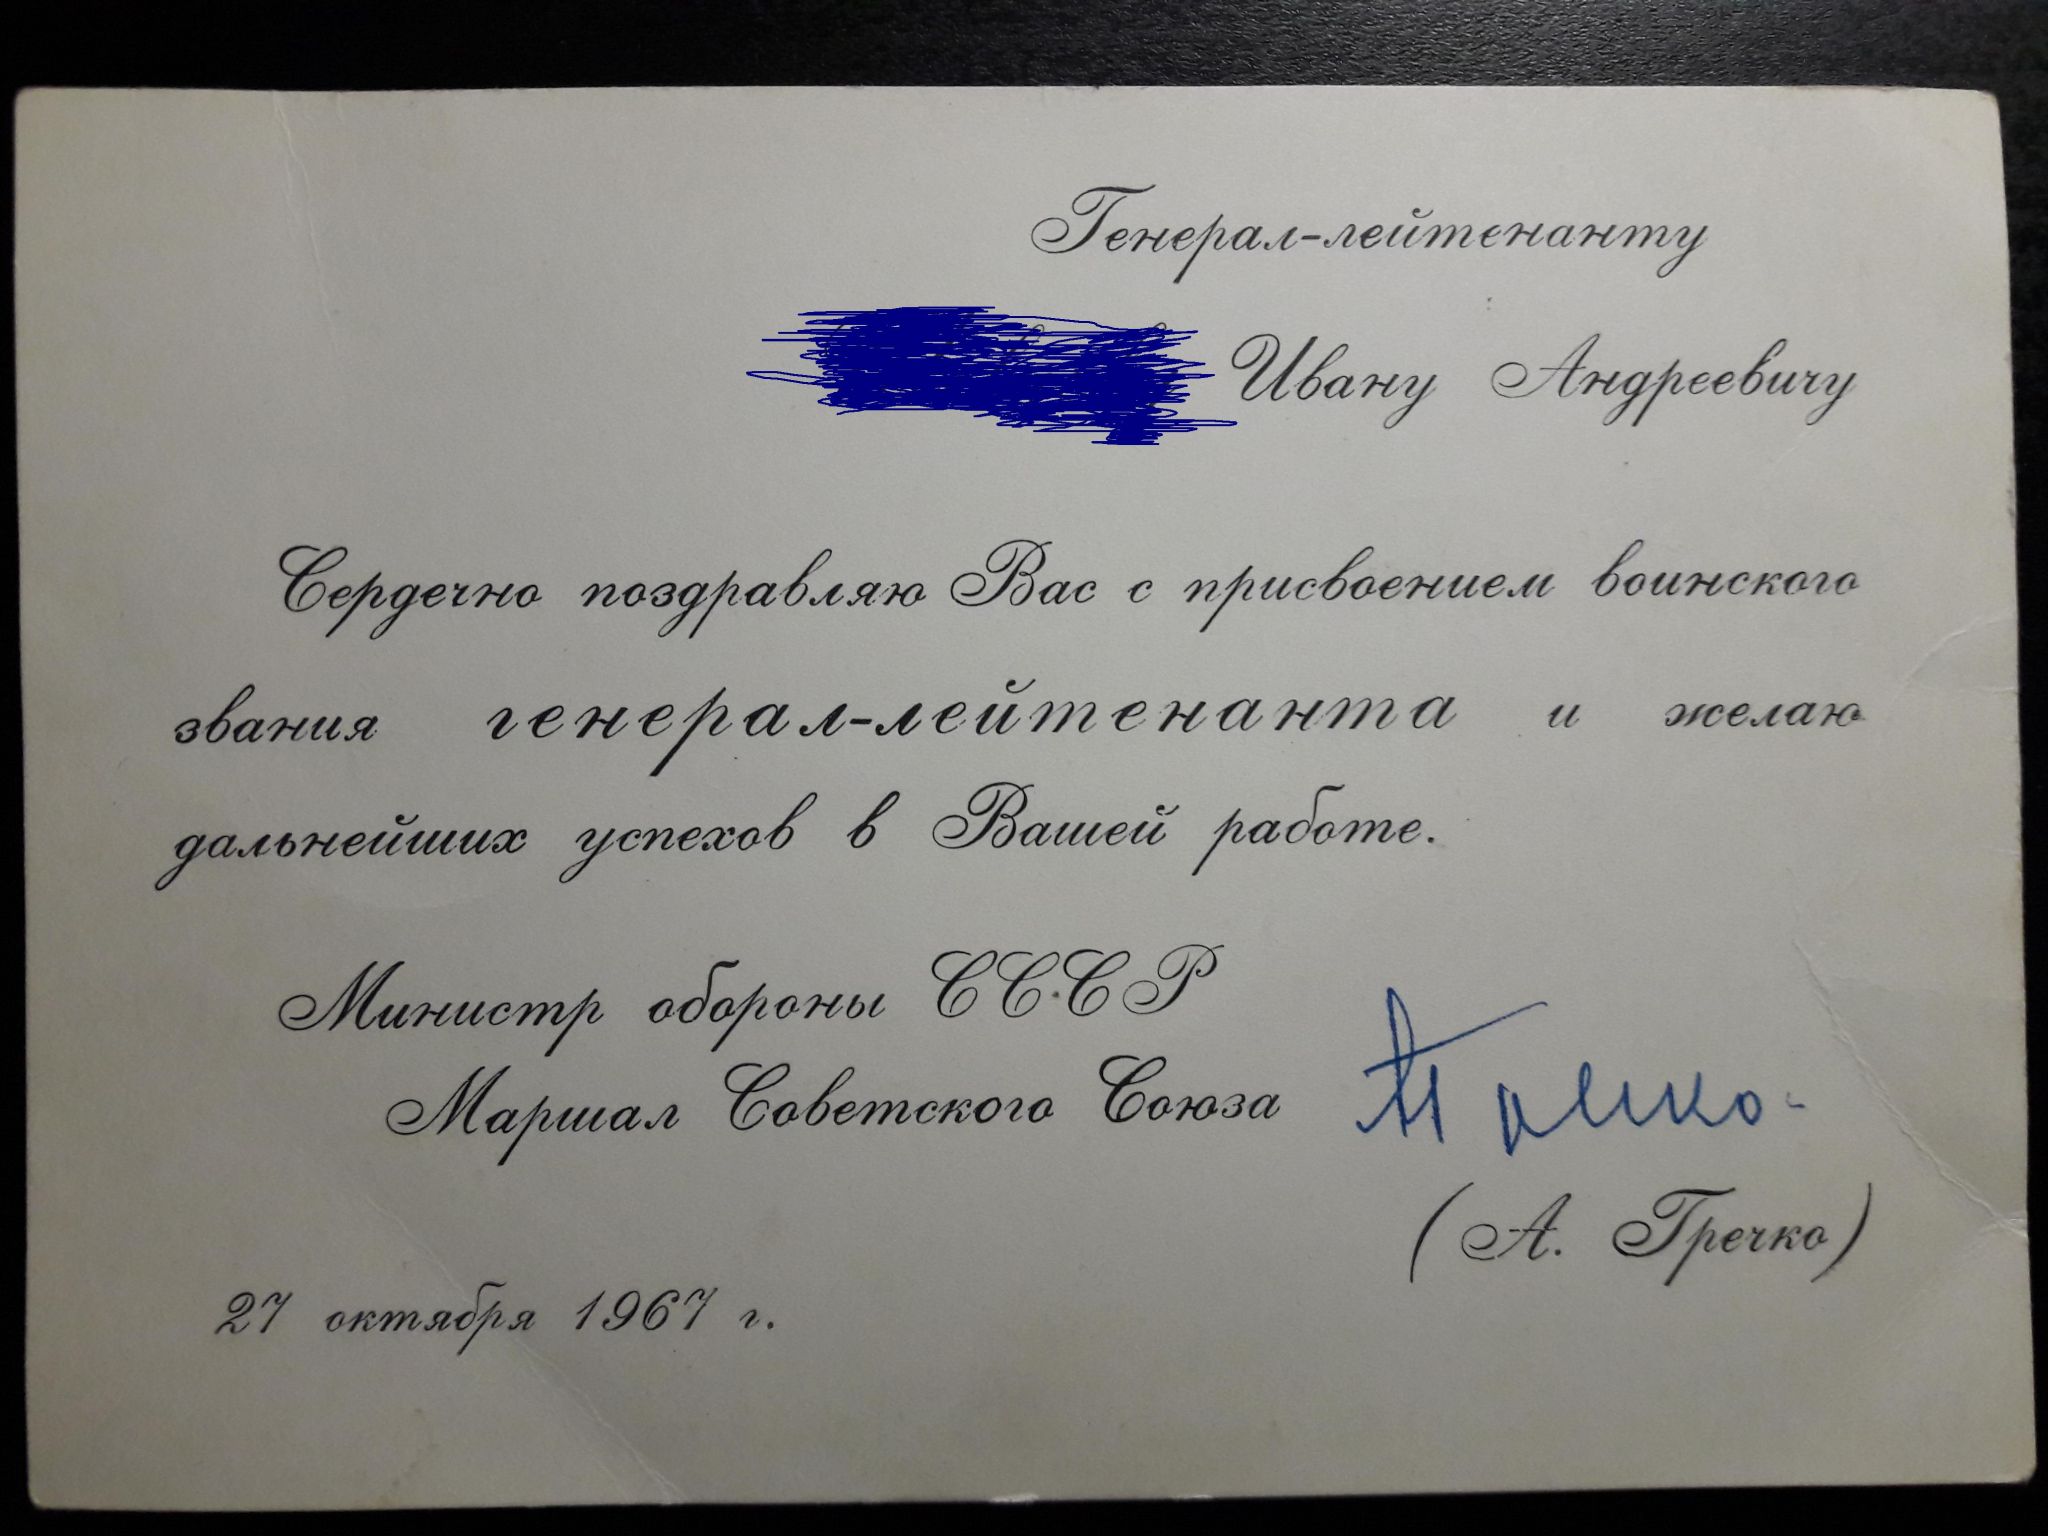 Генерал-лейтенанту
Ивану Андреевичу
Сердечно поздравляю Вас с присвоением воинского
звания генерал-лейтенанта и желаю
дальнейших успехов в Вашей работе.
Министр обороны СССР
Маршал Советского Союза
(А. Гречко)
27 октября 1967 г.